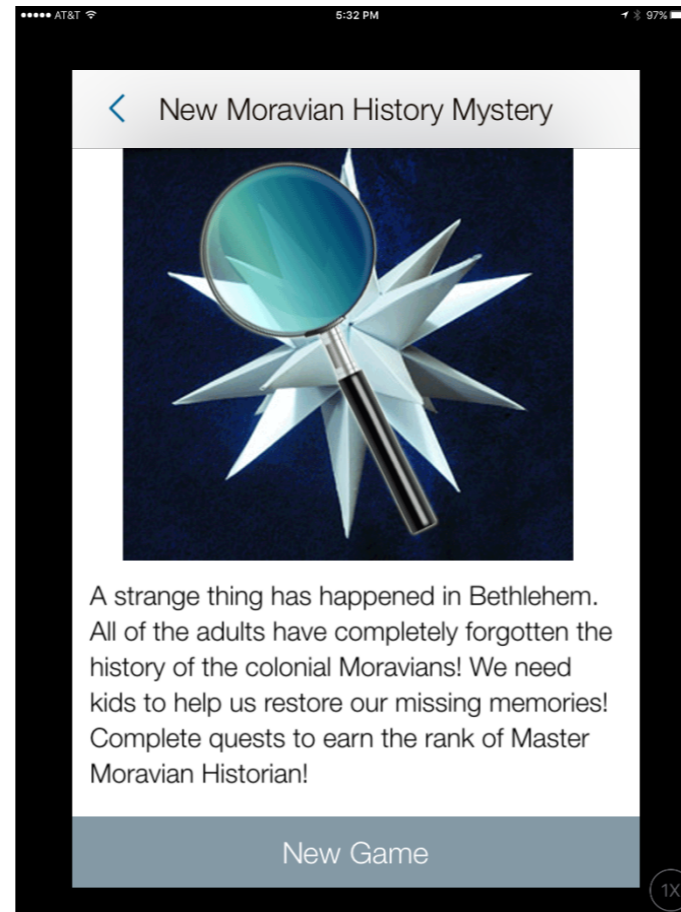 ●●●●● AT&T 5:32 PM 97%
New Moravian History Mystery
A strange thing has happened in Bethlehem.
All of the adults have completely forgotten the
history of the colonial Moravians! We need
kids to help us restore our missing memories!
Complete quests to earn the rank of Master
Moravian Historian!
New Game
1X